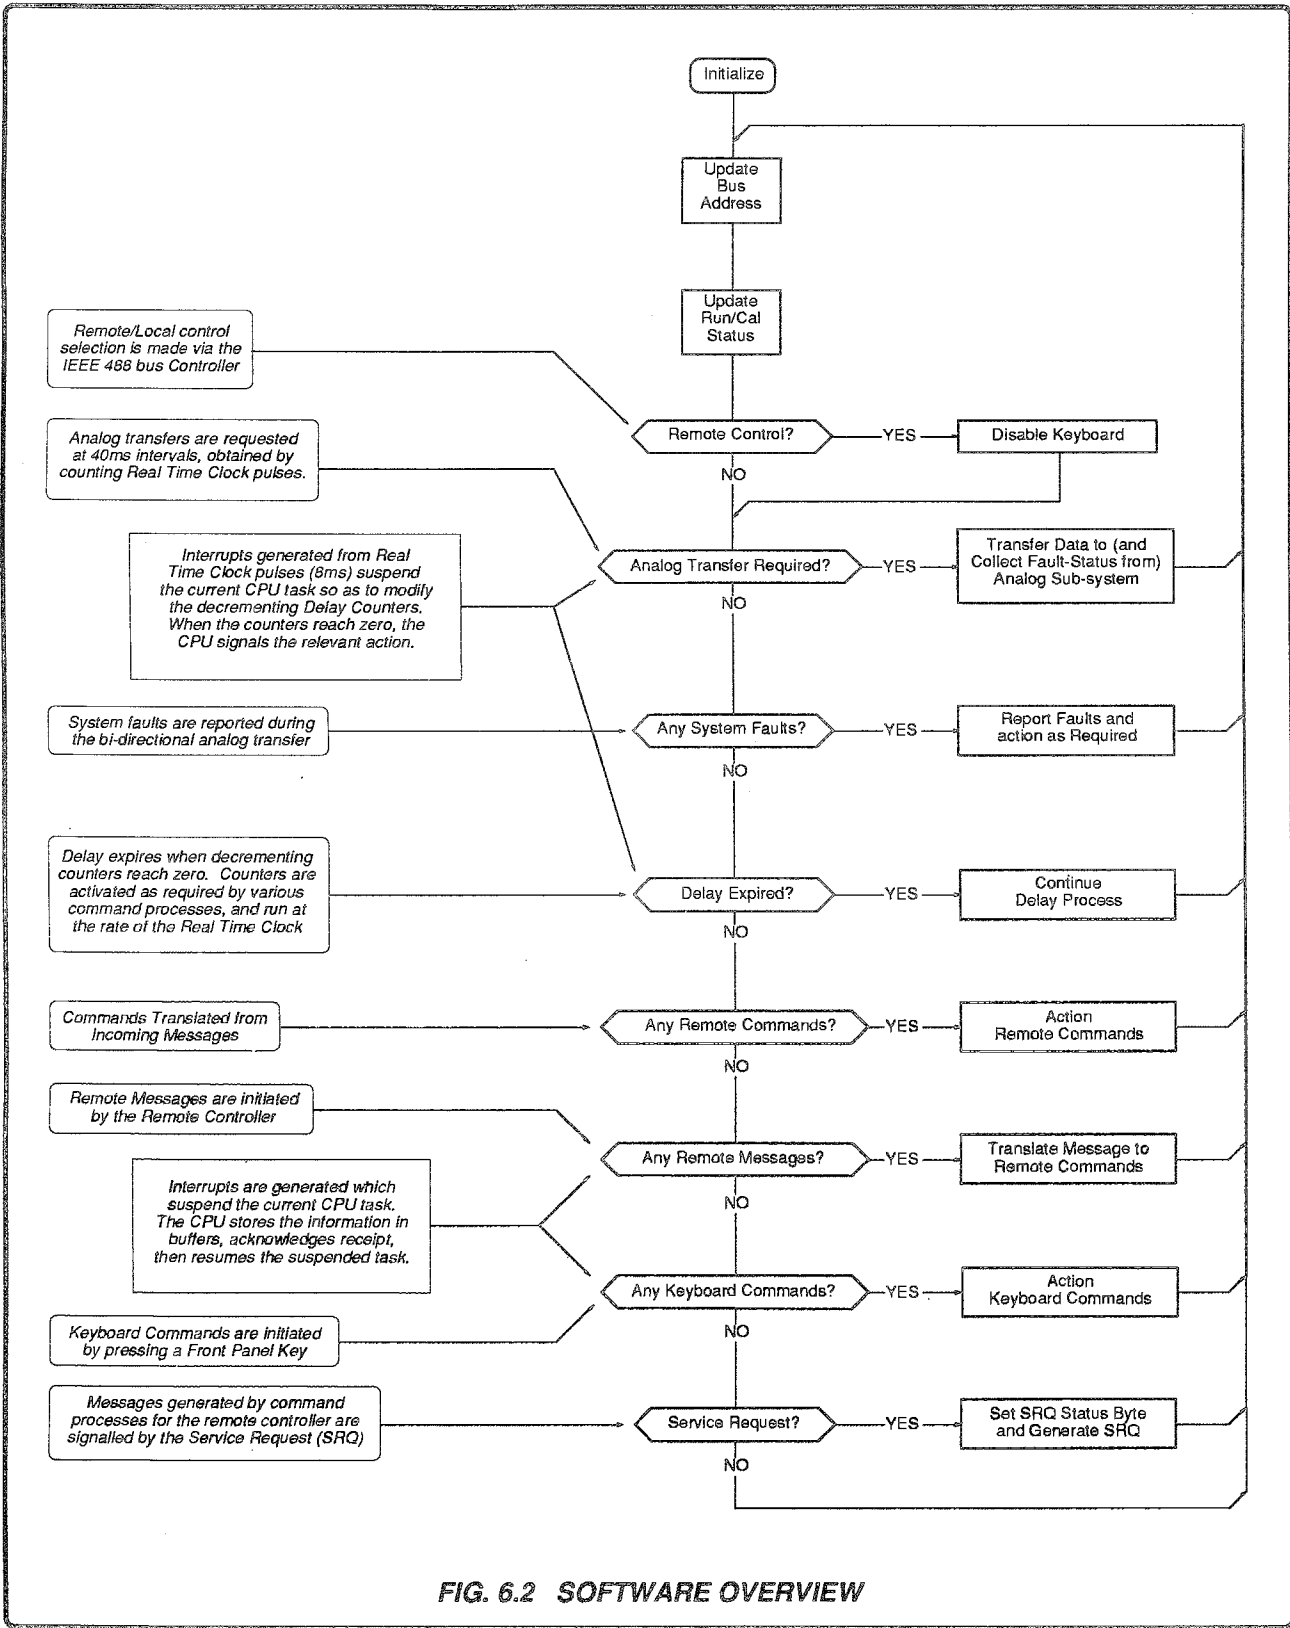 Initialize
Update
Bus
Address
Update
Run/Cal
Status
Remote/Local control
selection is made via the
IEEE 488 bus Controller
Remote Control?
YES
Disable Keyboard
NO
Analog transfers are requested
at 40ms intervals, obtained by
counting Real Time Clock pulses.
Interrupts generated from Real
Time Clock pulses (8ms) suspend
the current CPU task so as to modify
the decrementing Delay Counters.
When the counters reach zero, the
CPU signals the relevant action.
Analog Transfer Required?
YES
Transfer Data to (and
Collect Fault-Status from)
Analog Sub-system
NO
System faults are reported during
the bi-directional analog transfer
Any System Faults?
YES
Report Faults and
action as Required
NO
Delay expires when decrementing
counters reach zero. Counters are
activated as required by various
command processes, and run at
the rate of the Real Time Clock
Delay Expired?
YES
Continue
Delay Process
NO
Commands Translated from
Incoming Messages
Any Remote Commands?
YES
Action
Remote Commands
NO
Remote Messages are initiated
by the Remote Controller
Any Remote Messages?
YES
Translate Message to
Remote Commands
NO
Interrupts are generated which
suspend the current CPU task.
The CPU stores the information in
buffers, acknowledges receipt,
then resumes the suspended task.
Any Keyboard Commands?
YES
Action
Keyboard Commands
NO
Keyboard Commands are initiated
by pressing a Front Panel Key
Messages generated by command
processes for the remote controller are
signalled by the Service Request (SRQ)
Service Request?
YES
Set SRQ Status Byte
and Generate SRQ
NO
FIG. 6.2 SOFTWARE OVERVIEW